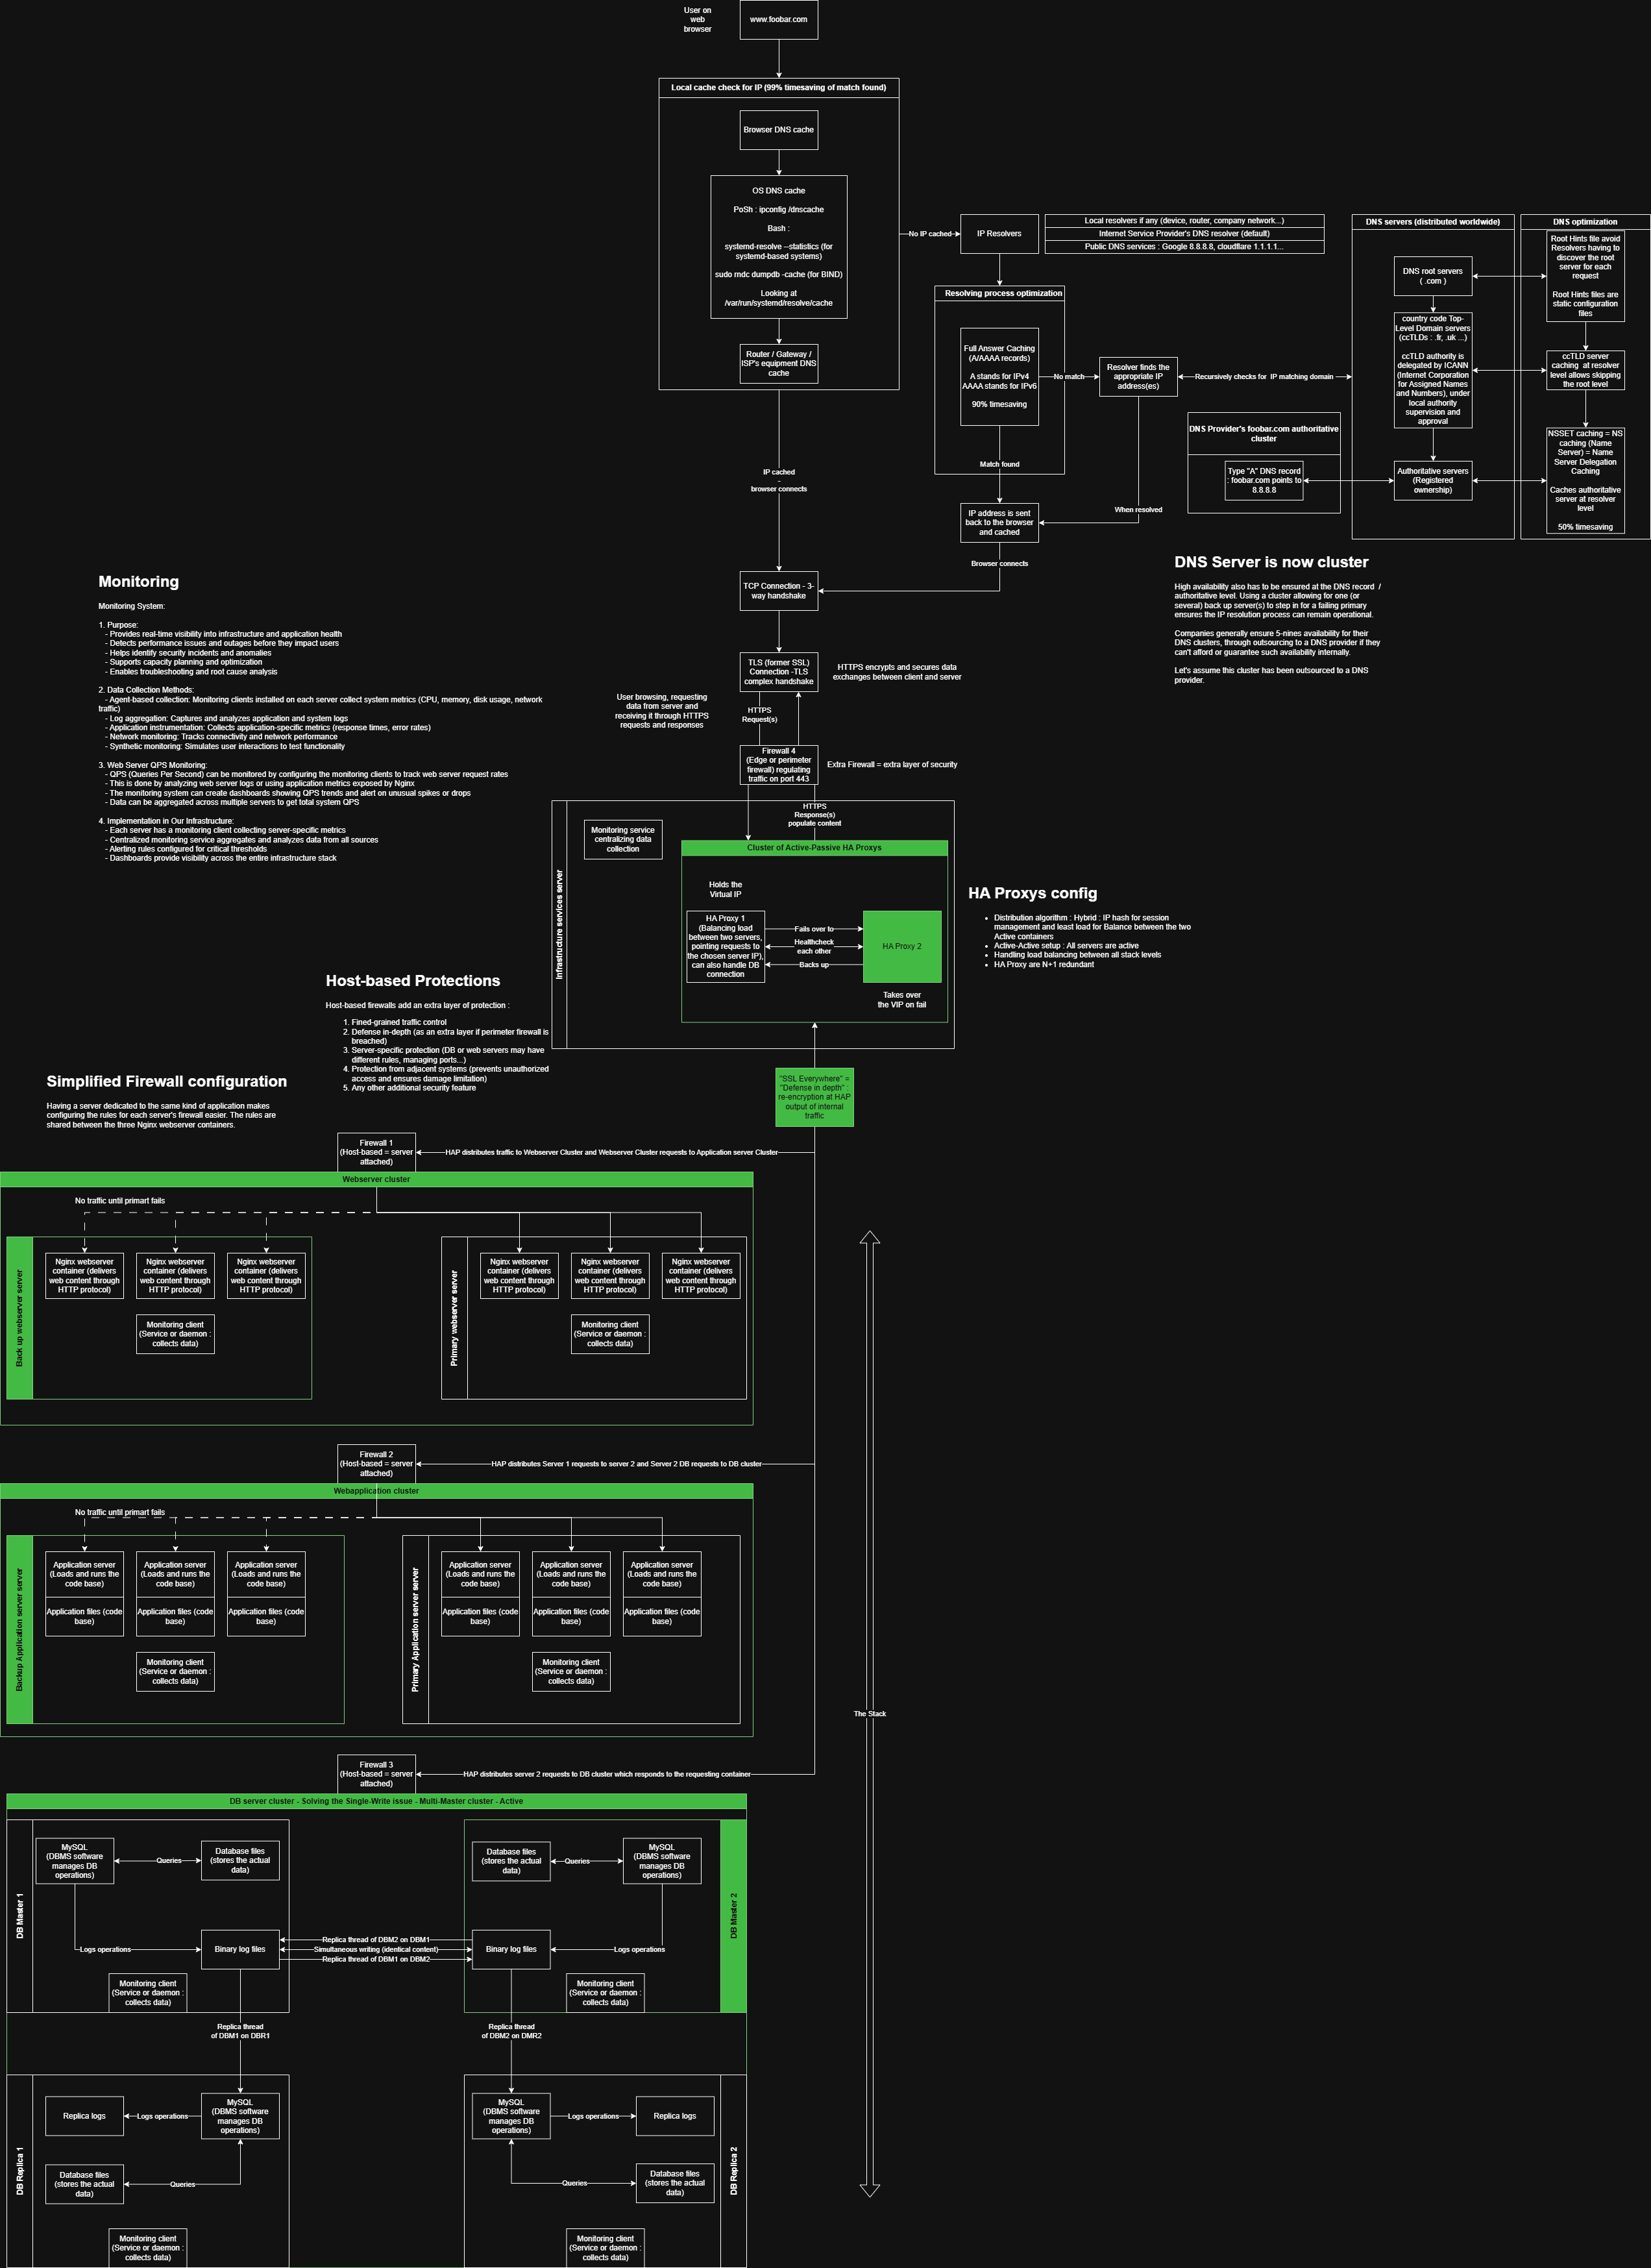 User on
web
browser
www.foobar.com
Local cache check for IP (99% timesaving of match found)
Browser DNS cache
OS DNS cache
PoSh : ipconfig /dnscache
Bash :
systemd-resolve --statistics (for
systemd-based systems)
sudo rndc dumpdb -cache (for BIND)
Looking at
/var/run/systemd/resolve/cache
Router / Gateway /
ISP's equipment DNS
cache
No IP cached
IP Resolvers
Local resolvers if any (device, router, company network...)
Internet Service Provider's DNS resolver (default)
Public DNS services : Google 8.8.8.8, cloudflare 1.1.1.1...
Resolving process optimization
Full Answer Caching
(A/AAAA records)
A stands for IPv4
AAAA stands for IPv6
90% timesaving
No match
Match found
Resolver finds the
appropriate IP
address(es)
Recursively checks for  IP matching domain
When resolved
IP address is sent
back to the browser
and cached
Browser connects
DNS servers (distributed worldwide)
DNS root servers
( .com )
country code Top-
Level Domain servers
(ccTLDs : .fr, .uk ...)
ccTLD authority is
delegated by ICANN
(Internet Corporation
for Assigned Names
and Numbers), under
local authority
supervision and
approval
Authoritative servers
(Registered
ownership)
DNS optimization
Root Hints file avoid
Resolvers having to
discover the root
server for each
request
Root Hints files are
static configuration
files
ccTLD server
caching  at resolver
level allows skipping
the root level
NSSET caching = NS
caching (Name
Server) = Name
Server Delegation
Caching
Caches authoritative
server at resolver
level
50% timesaving
DNS Provider's foobar.com authoritative
cluster
Type "A" DNS record
: foobar.com points to
8.8.8.8
DNS Server is now cluster
High availability also has to be ensured at the DNS record  /
authoritative level. Using a cluster allowing for one (or
several) back up server(s) to step in for a failing primary
ensures the IP resolution process can remain operational.
Companies generally ensure 5-nines availability for their
DNS clusters, through outsourcing to a DNS provider if they
can't afford or guarantee such availability internally.
Let's assume this cluster has been outsourced to a DNS
provider.
IP cached
-
browser connects
TCP Connection - 3-
way handshake
TLS (former SSL)
Connection -TLS
complex handshake
HTTPS encrypts and secures data
exchanges between client and server
User browsing, requesting
data from server and
receiving it through HTTPS
requests and responses
HTTPS
Request(s)
Firewall 4
(Edge or perimeter
firewall) regulating
traffic on port 443
Extra Firewall = extra layer of security
HTTPS
Response(s)
populate content
Monitoring
Monitoring System:
1. Purpose:
- Provides real-time visibility into infrastructure and application health
- Detects performance issues and outages before they impact users
- Helps identify security incidents and anomalies
- Supports capacity planning and optimization
- Enables troubleshooting and root cause analysis
2. Data Collection Methods:
- Agent-based collection: Monitoring clients installed on each server collect system metrics (CPU, memory, disk usage, network
traffic)
- Log aggregation: Captures and analyzes application and system logs
- Application instrumentation: Collects application-specific metrics (response times, error rates)
- Network monitoring: Tracks connectivity and network performance
- Synthetic monitoring: Simulates user interactions to test functionality
3. Web Server QPS Monitoring:
- QPS (Queries Per Second) can be monitored by configuring the monitoring clients to track web server request rates
- This is done by analyzing web server logs or using application metrics exposed by Nginx
- The monitoring system can create dashboards showing QPS trends and alert on unusual spikes or drops
- Data can be aggregated across multiple servers to get total system QPS
4. Implementation in Our Infrastructure:
- Each server has a monitoring client collecting server-specific metrics
- Centralized monitoring service aggregates and analyzes data from all sources
- Alerting rules configured for critical thresholds
- Dashboards provide visibility across the entire infrastructure stack
Infrastructure services server
Monitoring service
centralizing data
collection
Cluster of Active-Passive HA Proxys
Holds the
Virtual IP
HA Proxy 1
(Balancing load
between two servers,
pointing requests to
the chosen server IP),
can also handle DB
connection
Fails over to
Healthcheck
each other
Backs up
HA Proxy 2
Takes over
the VIP on fail
HA Proxys config
• Distribution algorithm : Hybrid : IP hash for session
management and least load for Balance between the two
Active containers
• Active-Active setup : All servers are active
• Handling load balancing between all stack levels
• HA Proxy are N+1 redundant
Host-based Protections
Host-based firewalls add an extra layer of protection :
1. Fined-grained traffic control
2. Defense in-depth (as an extra layer if perimeter firewall is
breached)
3. Server-specific protection (DB or web servers may have
different rules, managing ports...)
4. Protection from adjacent systems (prevents unauthorized
access and ensures damage limitation)
5. Any other additional security feature
Simplified Firewall configuration
Having a server dedicated to the same kind of application makes
configuring the rules for each server's firewall easier. The rules are
shared between the three Nginx webserver containers.
"SSL Everywhere" =
"Defense in depth" :
re-encryption at HAP
output of internal
traffic
Firewall 1
(Host-based = server
attached)
HAP distributes traffic to Webserver Cluster and Webserver Cluster requests to Application server Cluster
Webserver cluster
No traffic until primart fails
Back up webserver server
Nginx webserver
container (delivers
web content through
HTTP protocol)
Nginx webserver
container (delivers
web content through
HTTP protocol)
Nginx webserver
container (delivers
web content through
HTTP protocol)
Monitoring client
(Service or daemon :
collects data)
Primary webserver server
Nginx webserver
container (delivers
web content through
HTTP protocol)
Nginx webserver
container (delivers
web content through
HTTP protocol)
Nginx webserver
container (delivers
web content through
HTTP protocol)
Monitoring client
(Service or daemon :
collects data)
Firewall 2
(Host-based = server
attached)
HAP distributes Server 1 requests to server 2 and Server 2 DB requests to DB cluster
Webapplication cluster
No traffic until primart fails
Backup Application server server
Application server
(Loads and runs the
code base)
Application files (code
base)
Application server
(Loads and runs the
code base)
Application files (code
base)
Application server
(Loads and runs the
code base)
Application files (code
base)
Monitoring client
(Service or daemon :
collects data)
Primary Application server server
Application server
(Loads and runs the
code base)
Application files (code
base)
Application server
(Loads and runs the
code base)
Application files (code
base)
Application server
(Loads and runs the
code base)
Application files (code
base)
Monitoring client
(Service or daemon :
collects data)
The Stack
Firewall 3
(Host-based = server
attached)
HAP distributes server 2 requests to DB cluster which responds to the requesting container
DB server cluster - Solving the Single-Write issue - Multi-Master cluster - Active
DB Master 1
MySQL
(DBMS software
manages DB
operations)
Queries
Database files
(stores the actual
data)
Logs operations
Binary log files
Monitoring client
(Service or daemon :
collects data)
Replica thread of DBM2 on DBM1
Simultaneous writing (identical content)
Replica thread of DBM1 on DBM2
DB Master 2
Database files
(stores the actual
data)
Queries
MySQL
(DBMS software
manages DB
operations)
Binary log files
Logs operations
Monitoring client
(Service or daemon :
collects data)
Replica thread
of DBM1 on DBR1
Replica thread
of DBM2 on DMR2
DB Replica 1
Replica logs
Logs operations
MySQL
(DBMS software
manages DB
operations)
Database files
(stores the actual
data)
Queries
Monitoring client
(Service or daemon :
collects data)
DB Replica 2
MySQL
(DBMS software
manages DB
operations)
Logs operations
Replica logs
Queries
Database files
(stores the actual
data)
Monitoring client
(Service or daemon :
collects data)